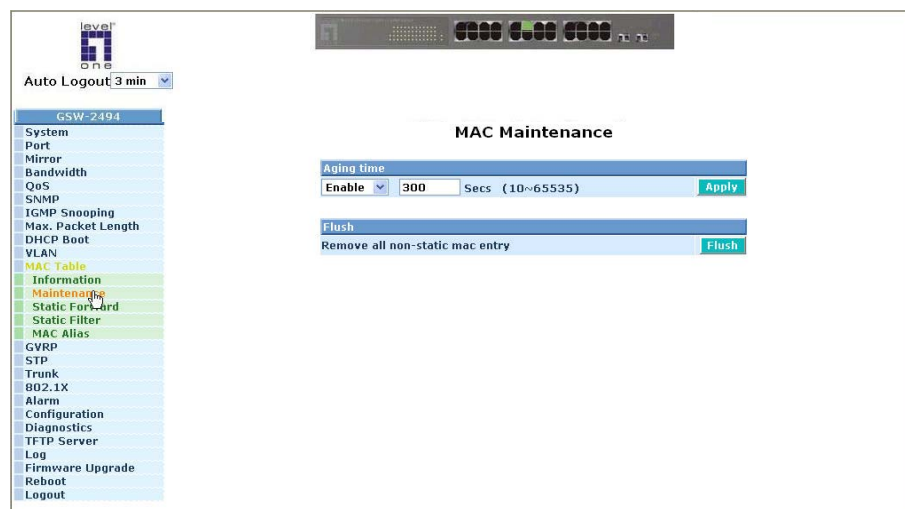 level
one
Auto Logout 3 min
GSW-2494
System
Port
Mirror
Bandwidth
QoS
SNMP
IGMP Snooping
Max. Packet Length
DHCP Boot
VLAN
MAC Table
Information
Maintenance
Static Forward
Static Filter
MAC Alias
GVRP
STP
Trunk
802.1X
Alarm
Configuration
Diagnostics
TFTP Server
Log
Firmware Upgrade
Reboot
Logout
MAC Maintenance
Aging time
Enable 300 Secs (10~65535) Apply
Flush
Remove all non-static mac entry Flush